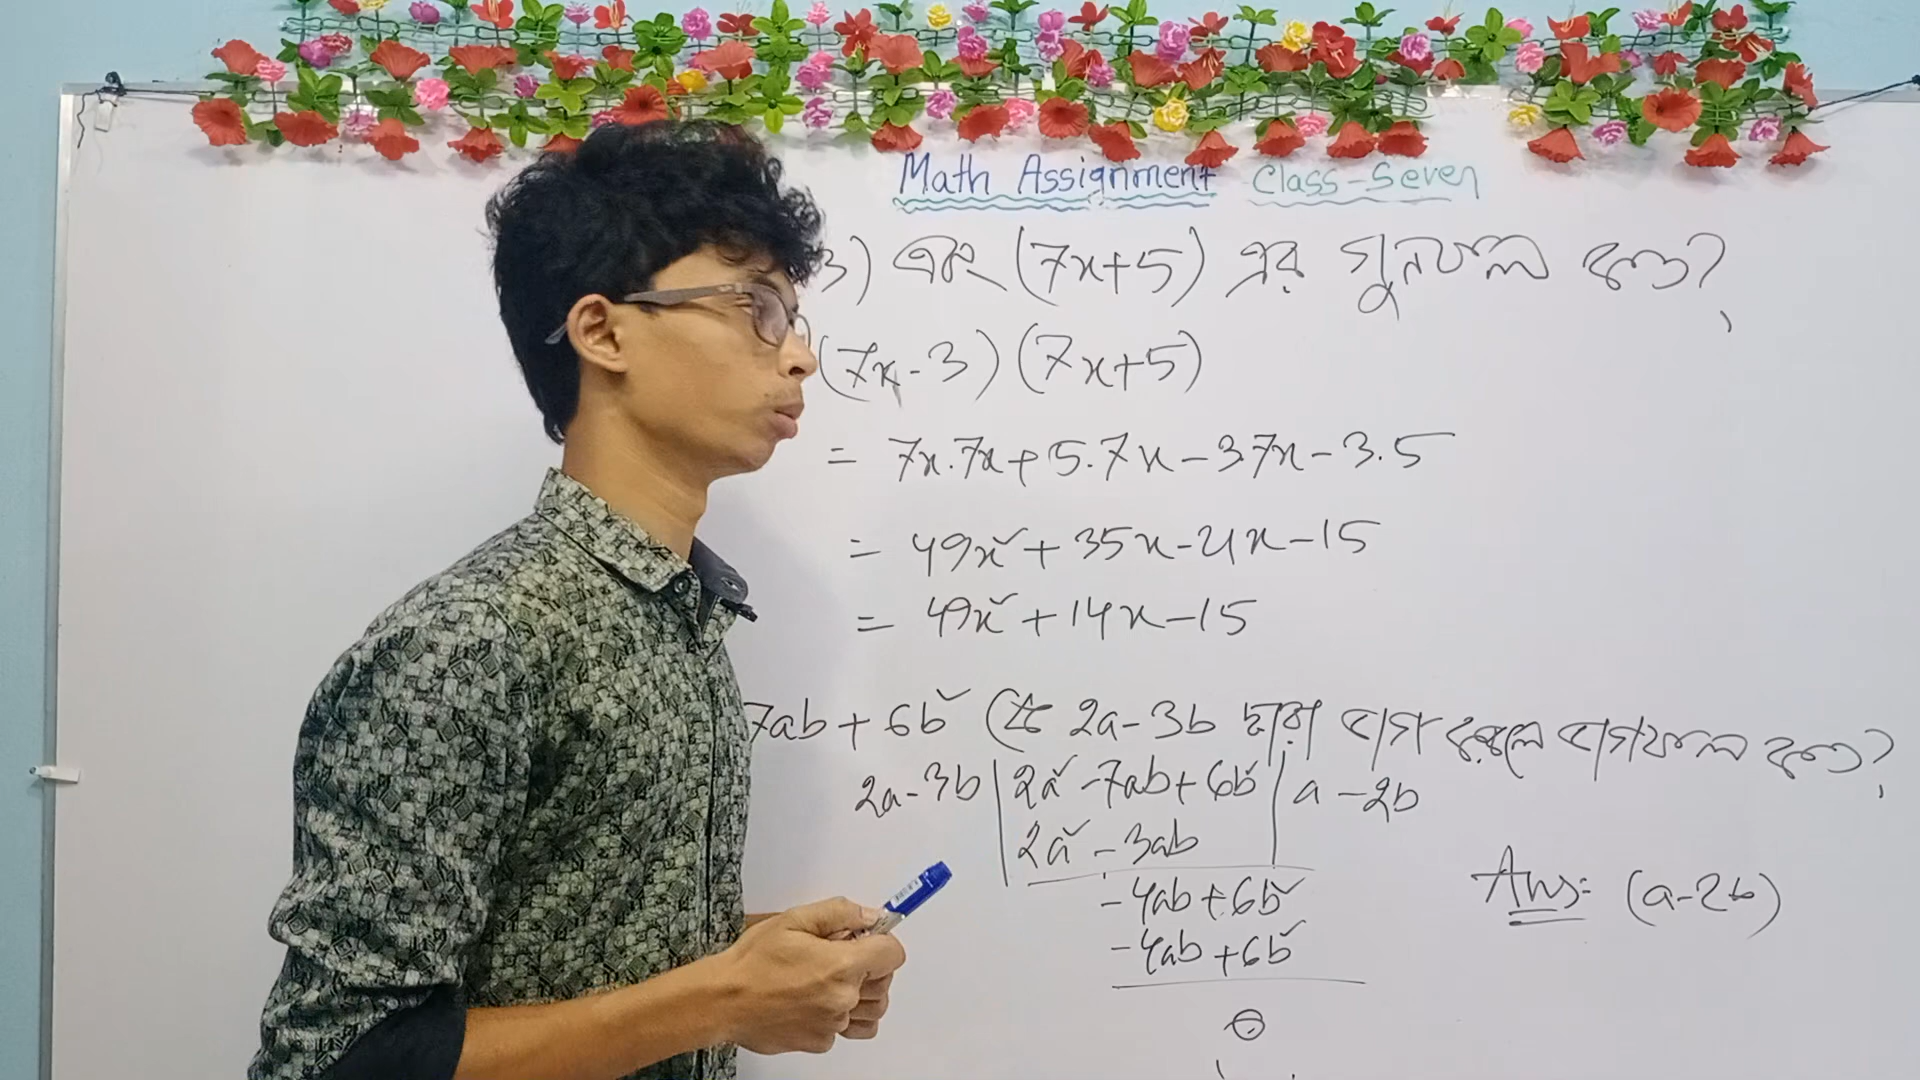 Math Assignment Class-Seven
3) এবং (7x+5) এর গুনফল কত?
(7x-3) (7x+5)
= 7x.7x+5.7x-3.7x-3.5
= 49x²+35x-21x-15
= 49x²+14x-15
7ab+6b² কে 2a-3b দ্বারা ভাগ করলে ভাগফল কত?
2a-3b | 2a²-7ab+6b² | a-2b
2a²-3ab
-4ab+6b²
Ans: (a-2b)
-4ab+6b²
0